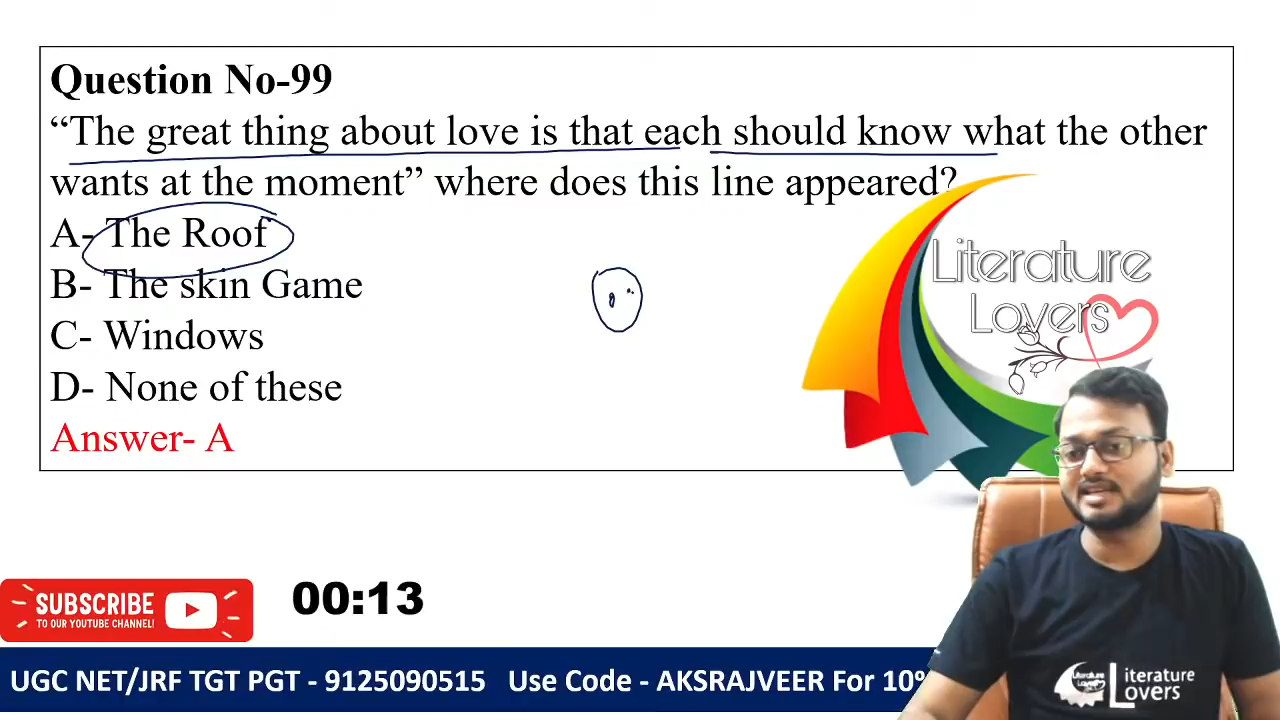 Question No-99
“The great thing about love is that each should know what the other
wants at the moment” where does this line appeared?
A- The Roof
B- The skin Game
C- Windows
D- None of these
Answer- A
Literature
Lovers
SUBSCRIBE
TO OUR YOUTUBE CHANNEL!
00:13
UGC NET/JRF TGT PGT - 9125090515 Use Code - AKSRAJVEER For 10%
Literature
Lovers